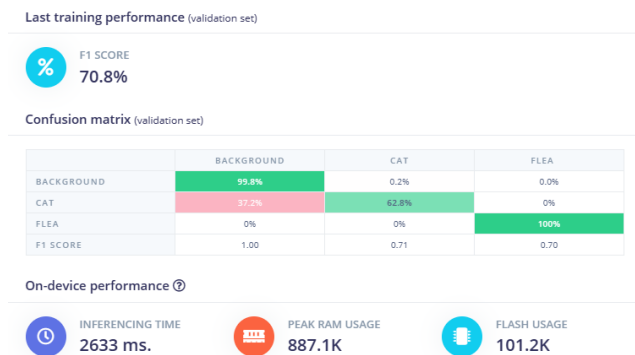 Last training performance (validation set)
F1 SCORE
%
70.8%
Confusion matrix (validation set)
BACKGROUND CAT FLEA
BACKGROUND 99.8% 0.2% 0.0%
CAT 37.2% 62.8% 0%
FLEA 0% 0% 100%
F1 SCORE 1.00 0.71 0.70
On-device performance ?
INFERENCING TIME PEAK RAM USAGE FLASH USAGE
2633 ms. 887.1K 101.2K